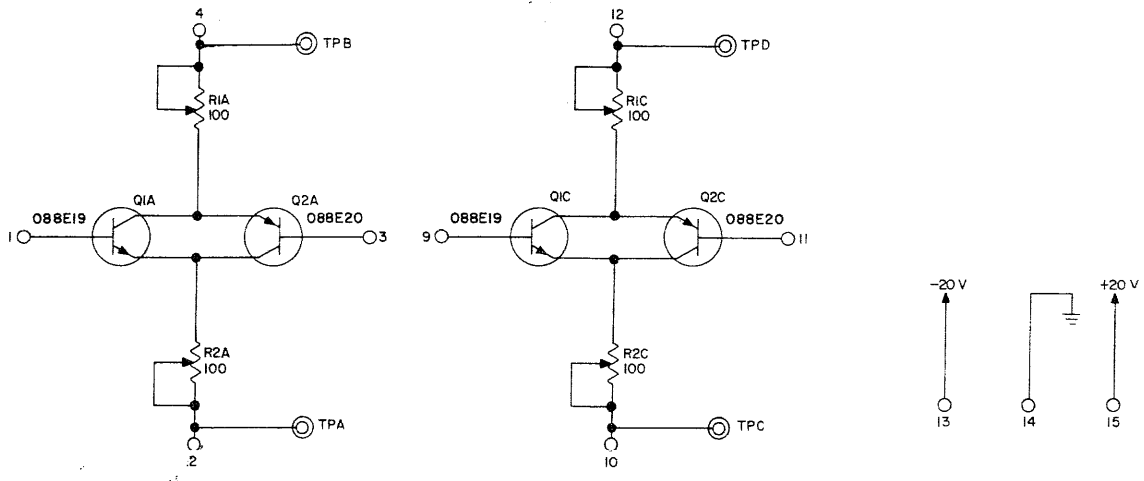 4
TPB
R1A
100
Q1A
Q2A
088E19
088E20
1
3
R2A
100
TPA
2
12
TPD
R1C
100
Q1C
Q2C
088E19
088E20
9
11
R2C
100
TPC
10
-20 V
+20 V
13
14
15